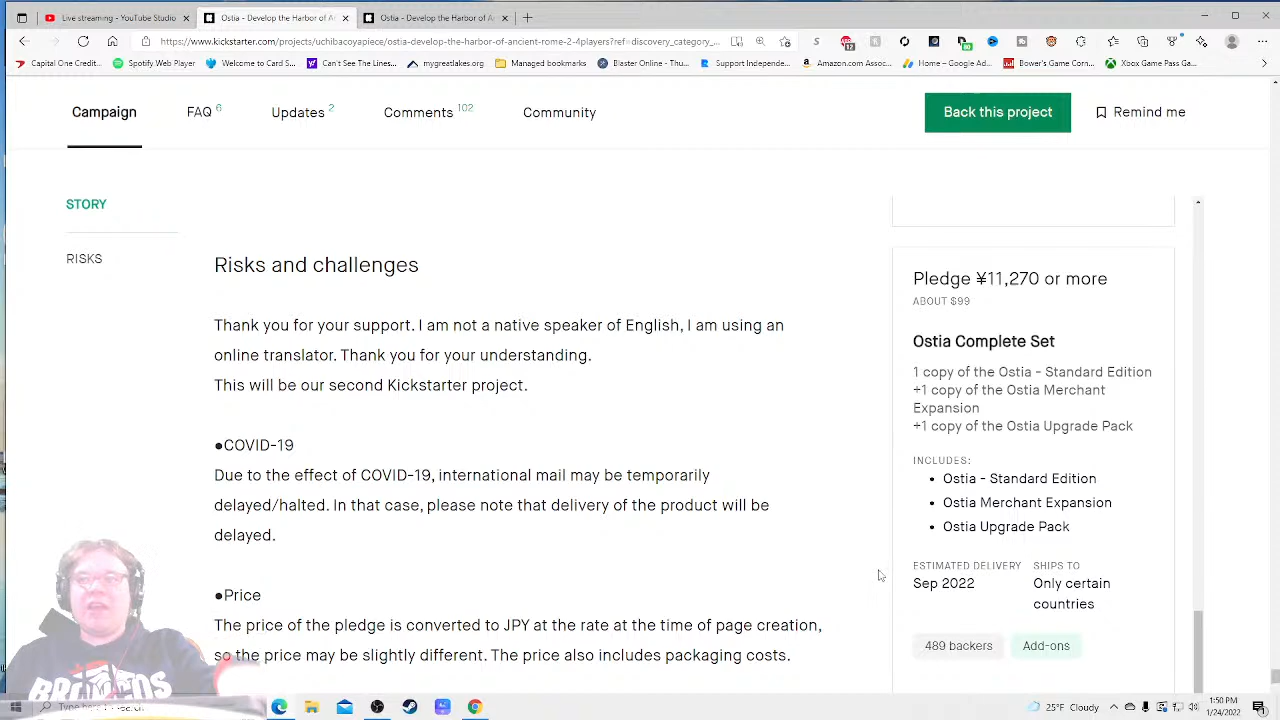 Live streaming - YouTube Studio
Ostia - Develop the Harbor of A
Ostia - Develop the Harbor of A
https://www.kickstarter.com/projects/uchibacoyapiece/ostia-develop-the-harbor-of-ancient-rome-2-4players?ref=discovery_category_...
12
80
Capital One Credit...
Spotify Web Player
Welcome to Card S...
Can't See The Lines...
mygreatlakes.org
Managed bookmarks
Blaster Online - Thu...
Support Independe...
Amazon.com Assoc...
Home – Google Ad...
Bower's Game Corn...
Xbox Game Pass Ga...
Campaign
FAQ 6
Updates 2
Comments 102
Community
Back this project
Remind me
STORY
RISKS
Risks and challenges
Thank you for your support. I am not a native speaker of English, I am using an
online translator. Thank you for your understanding.
This will be our second Kickstarter project.
●COVID-19
Due to the effect of COVID-19, international mail may be temporarily
delayed/halted. In that case, please note that delivery of the product will be
delayed.
●Price
The price of the pledge is converted to JPY at the rate at the time of page creation,
so the price may be slightly different. The price also includes packaging costs.
Pledge ¥11,270 or more
ABOUT $99
Ostia Complete Set
1 copy of the Ostia - Standard Edition
+1 copy of the Ostia Merchant
Expansion
+1 copy of the Ostia Upgrade Pack
INCLUDES:
• Ostia - Standard Edition
• Ostia Merchant Expansion
• Ostia Upgrade Pack
ESTIMATED DELIVERY
Sep 2022
SHIPS TO
Only certain
countries
489 backers
Add-ons
BROWNS
Type here
25°F Cloudy
1:50 PM
1/24/2022